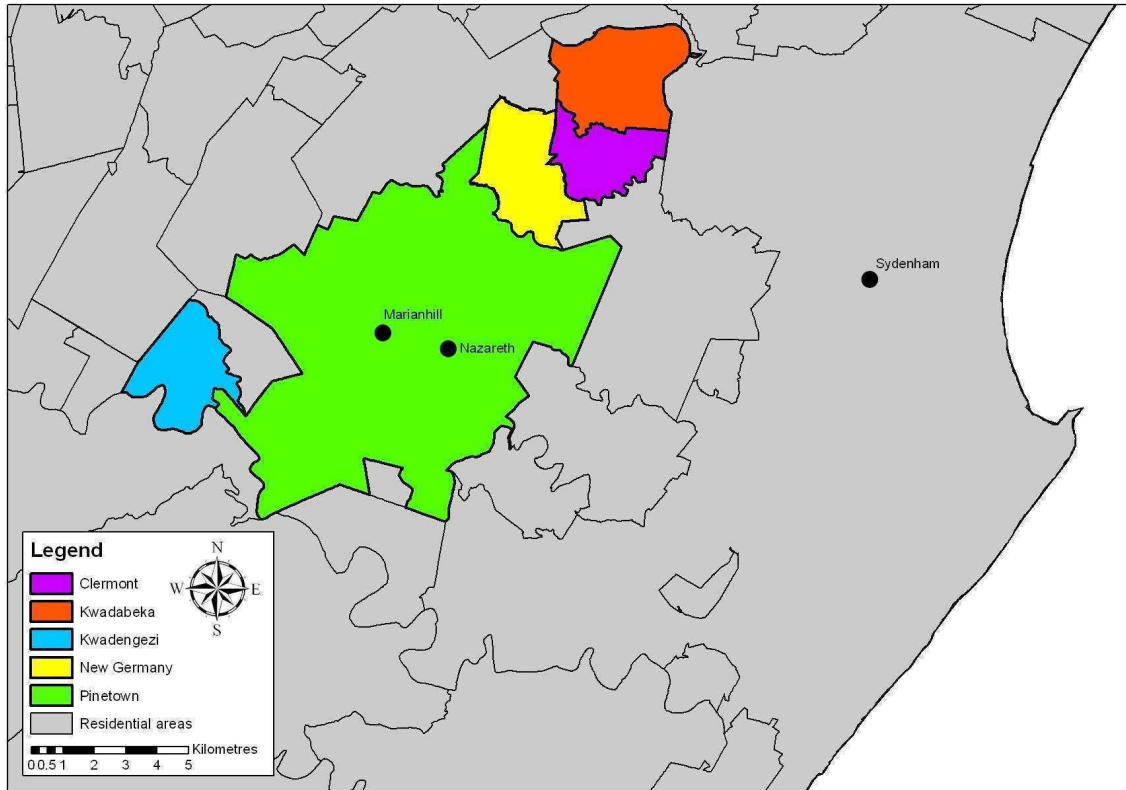 Sydenham
Marianhill
Nazareth
Legend
N
W E
S
Clermont
Kwadabeka
Kwadengezi
New Germany
Pinetown
Residential areas
Kilometres
0 0.5 1 2 3 4 5